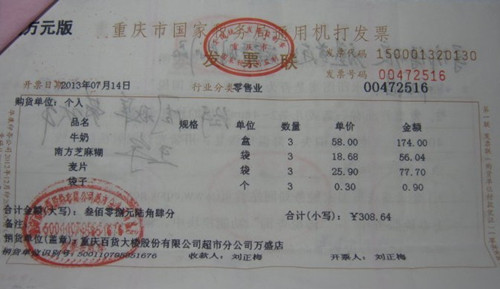 万元版
重庆市国家税务 通用机打发票
发票联
发票代码 150001320130
发票号码 00472516
开票日期 2013年07月14日 行业分类 零售业 00472516
购货单位: 个人
品名 规格 单位 数量 单价 金额
牛奶 盒 3 58.00 174.00
南方芝麻糊 袋 3 18.68 56.04
麦片 袋 3 25.90 77.70
袋子 个 3 0.30 0.90
合计金额(大写): 叁佰零捌元陆角肆分 合计(小写): ¥308.64
备注:
销货单位(盖章): 重庆百货大楼股份有限公司超市分公司万盛店
收款人: 刘正梅 开票人: 刘正梅